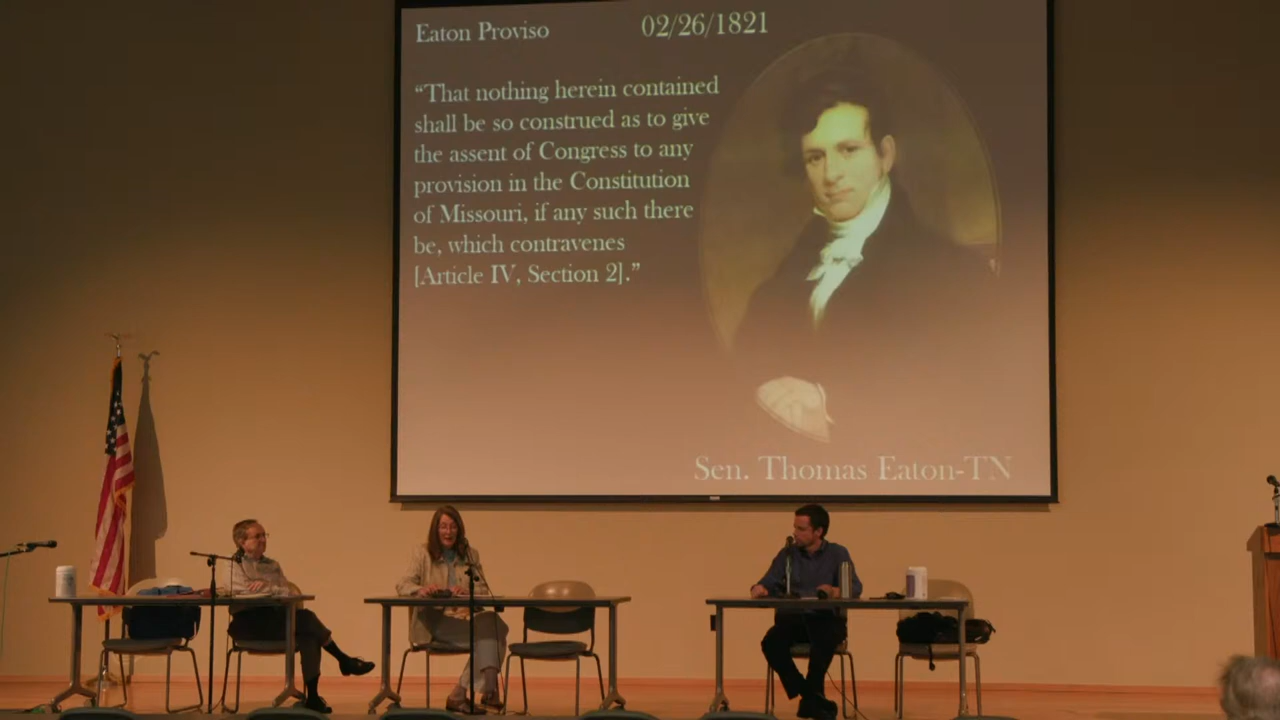 Eaton Proviso 02/26/1821
“That nothing herein contained
shall be so construed as to give
the assent of Congress to any
provision in the Constitution
of Missouri, if any such there
be, which contravenes
[Article IV, Section 2].”
Sen. Thomas Eaton-TN